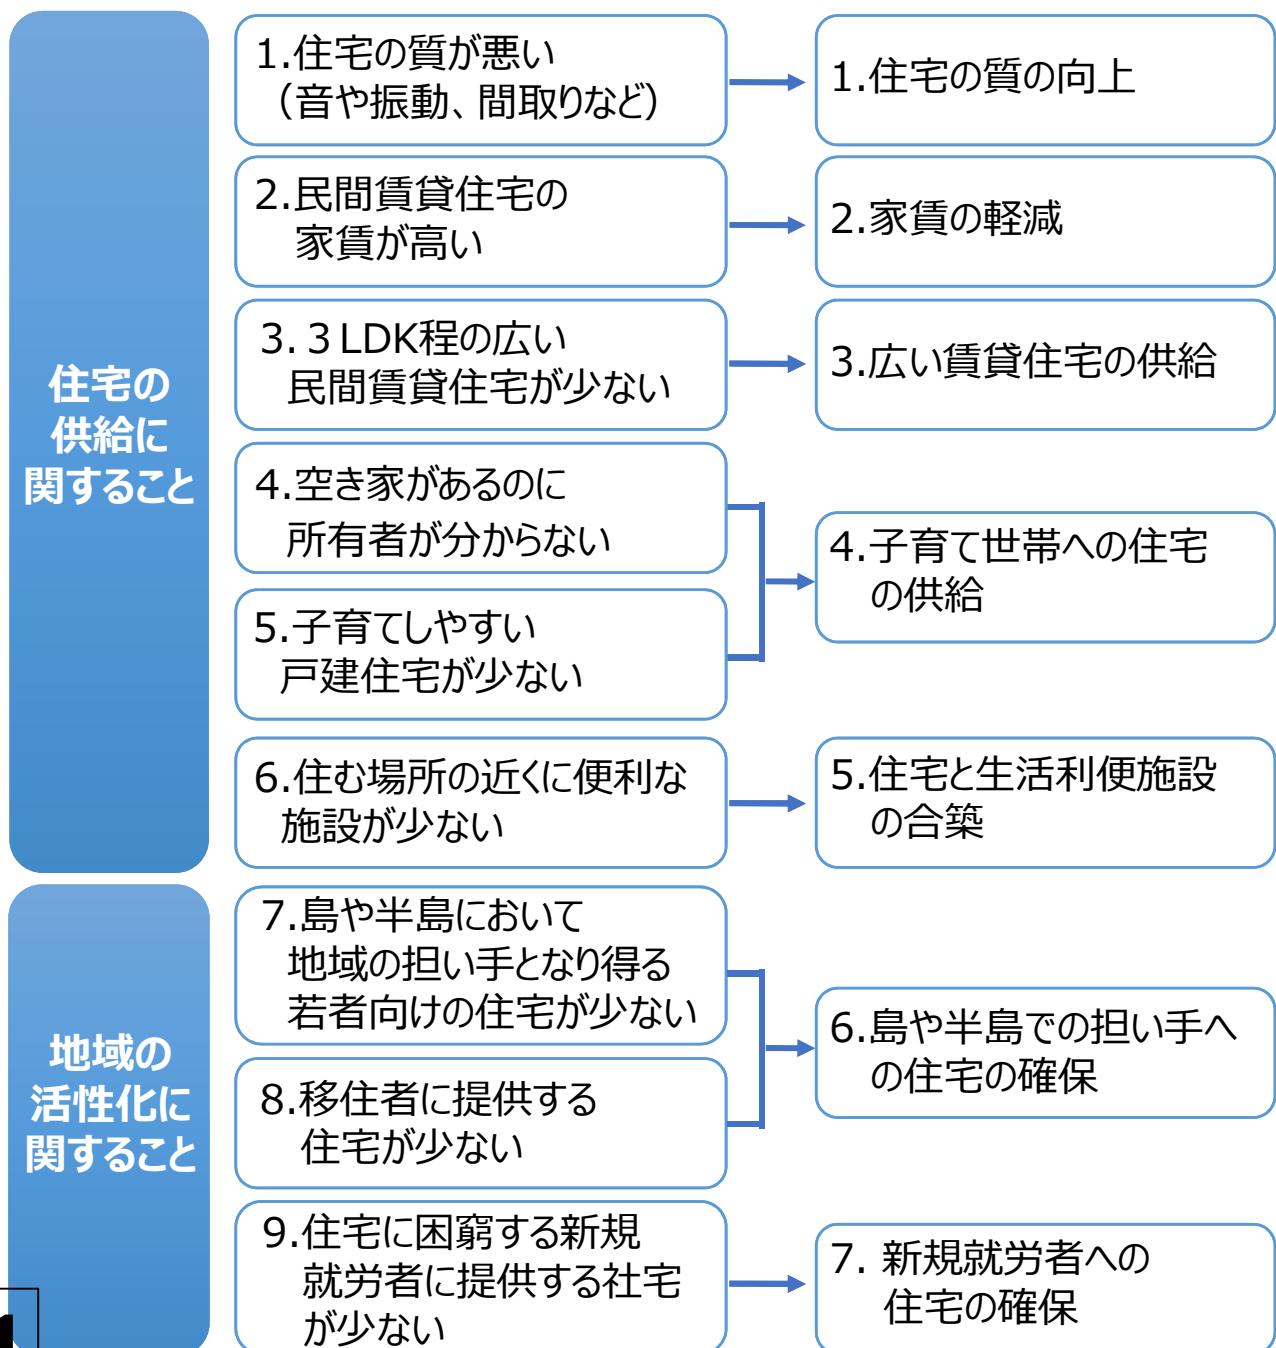 住宅の
供給に
関すること
1.住宅の質が悪い
（音や振動、間取りなど）
1.住宅の質の向上
2.民間賃貸住宅の
家賃が高い
2.家賃の軽減
3.３LDK程の広い
民間賃貸住宅が少ない
3.広い賃貸住宅の供給
4.空き家があるのに
所有者が分からない
5.子育てしやすい
戸建住宅が少ない
4.子育て世帯への住宅
の供給
6.住む場所の近くに便利な
施設が少ない
5.住宅と生活利便施設
の合築
地域の
活性化に
関すること
7.島や半島において
地域の担い手となり得る
若者向けの住宅が少ない
8.移住者に提供する
住宅が少ない
6.島や半島での担い手へ
の住宅の確保
9.住宅に困窮する新規
就労者に提供する社宅
が少ない
7. 新規就労者への
住宅の確保